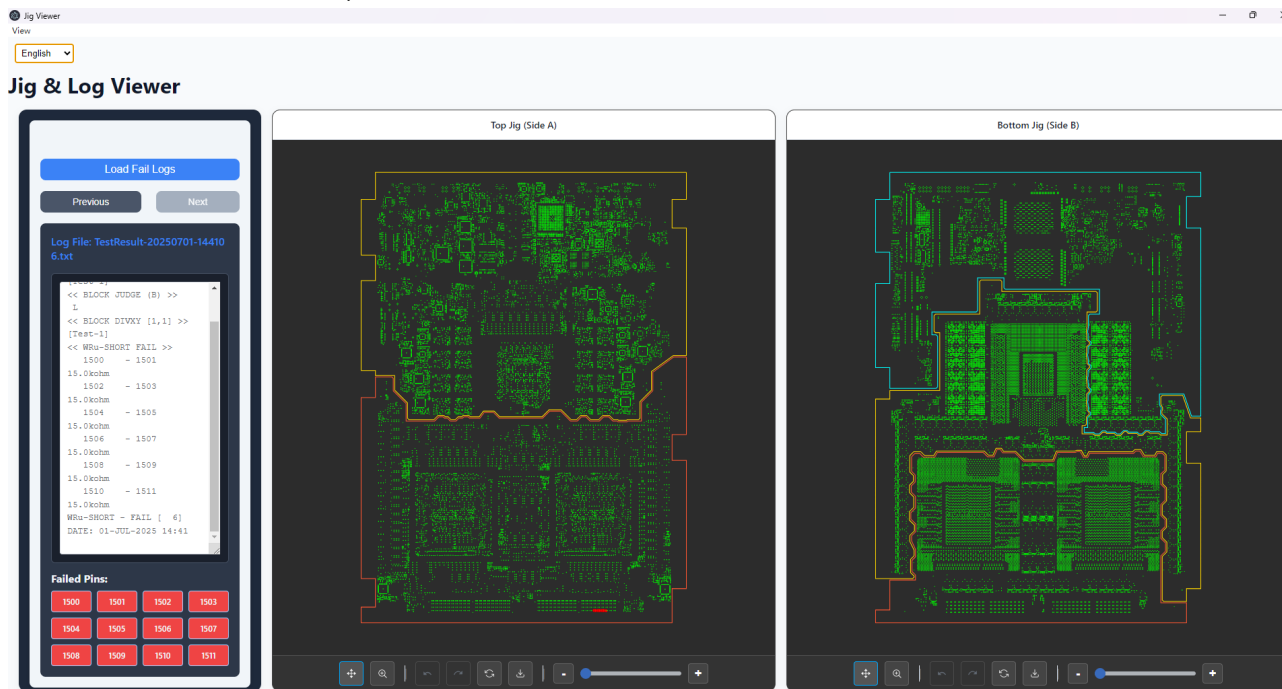 Jig Viewer
View
English
Jig & Log Viewer
Load Fail Logs
Previous
Next
Log File: TestResult-20250701-14410
6.txt
<< BLOCK JUDGE (B) >>
L
<< BLOCK DIVXY [1,1] >>
[Test-1]
<< WRu-SHORT FAIL >>
1500 - 1501
15.0kohm
1502 - 1503
15.0kohm
1504 - 1505
15.0kohm
1506 - 1507
15.0kohm
1508 - 1509
15.0kohm
1510 - 1511
15.0kohm
WRu-SHORT - FAIL [ 6]
DATE: 01-JUL-2025 14:41
Failed Pins:
1500 1501 1502 1503
1504 1505 1506 1507
1508 1509 1510 1511
Top Jig (Side A)
Bottom Jig (Side B)